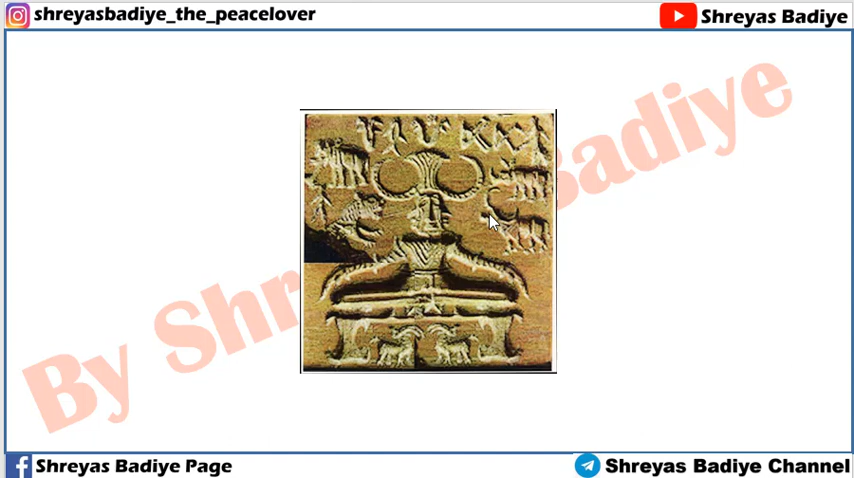 shreyasbadiye_the_peacelover
Shreyas Badiye
By Shreyas Badiye
Shreyas Badiye Page
Shreyas Badiye Channel